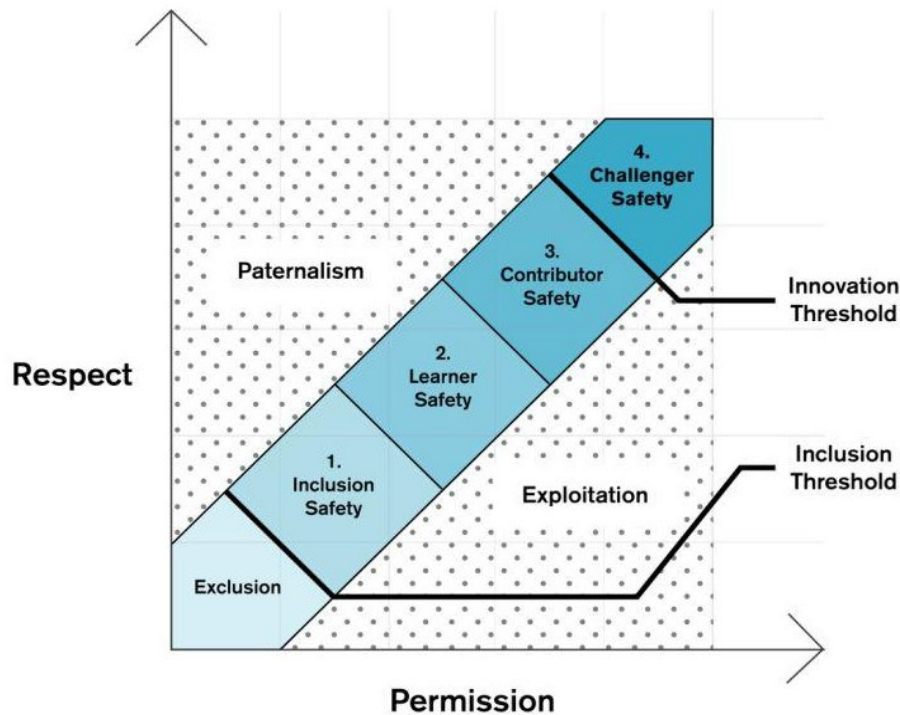 4.
Challenger
Safety
3.
Contributor
Safety
Paternalism
Innovation
Threshold
2.
Learner
Safety
Respect
1.
Inclusion
Safety
Exploitation
Inclusion
Threshold
Exclusion
Permission